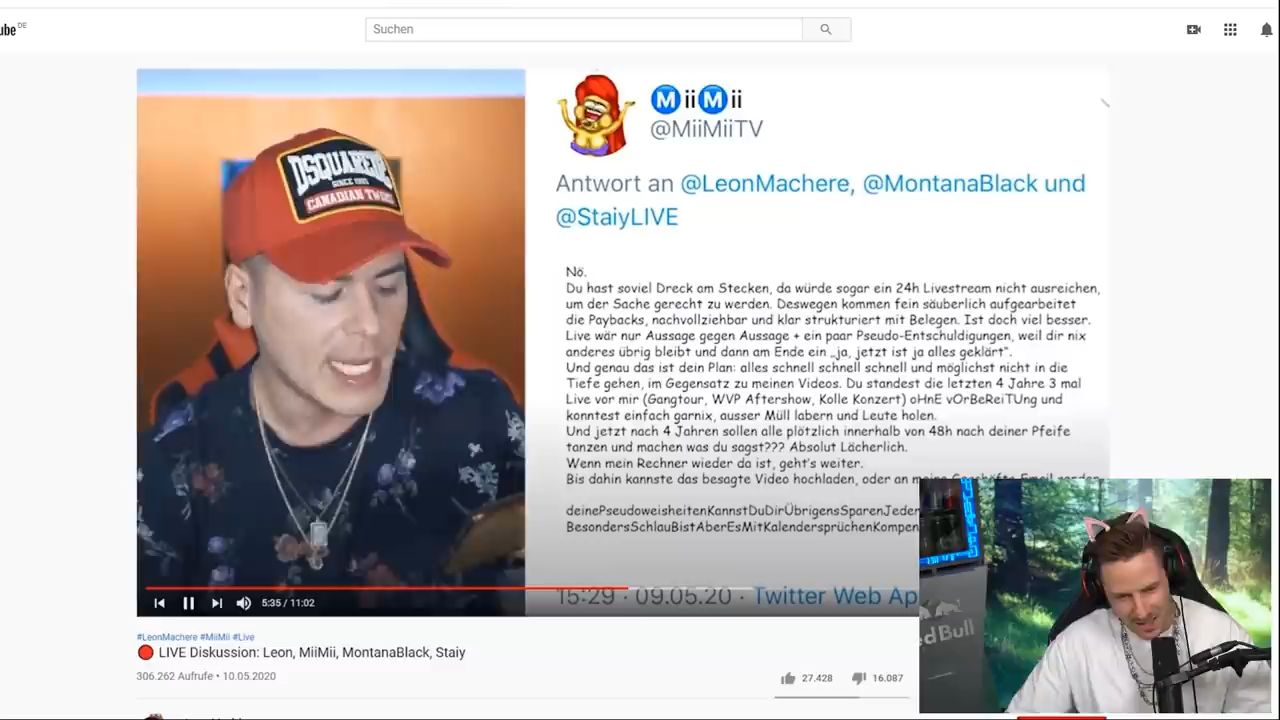 ube DE
Suchen
DSQUARED2
SINCE 1995
CANADIAN TWINS
ⓂiiⓂii
@MiiMiiTV
Antwort an @LeonMachere, @MontanaBlack und
@StaiyLIVE
Nö.
Du hast soviel Dreck am Stecken, da würde sogar ein 24h Livestream nicht ausreichen,
um der Sache gerecht zu werden. Deswegen kommen fein säuberlich aufgearbeitet
die Paybacks, nachvollziehbar und klar strukturiert mit Belegen. Ist doch viel besser.
Live wär nur Aussage gegen Aussage + ein paar Pseudo-Entschuldigungen, weil dir nix
anderes übrig bleibt und dann am Ende ein „ja, jetzt ist ja alles geklärt“.
Und genau das ist dein Plan: alles schnell schnell schnell und möglichst nicht in die
Tiefe gehen, im Gegensatz zu meinen Videos. Du standest die letzten 4 Jahre 3 mal
Live vor mir (Gangtour, WVP Aftershow, Kolle Konzert) oHnE vOrBeReiTUng und
konntest einfach garnix, ausser Müll labern und Leute holen.
Und jetzt nach 4 Jahren sollen alle plötzlich innerhalb von 48h nach deiner Pfeife
tanzen und machen was du sagst??? Absolut Lächerlich.
Wenn mein Rechner wieder da ist, geht's weiter.
Bis dahin kannste das besagte Video hochladen, oder an
deinePseudoweisheitenKannstDuDirÜbrigensSparenJeder
BesondersSchlauBistAberEsMitKalendersprüchenKompen
15:29 · 09.05.20 · Twitter Web Ap
5:35 / 11:02
Red Bull
#LeonMachere #MiiMii #Live
🔴 LIVE Diskussion: Leon, MiiMii, MontanaBlack, Staiy
306.262 Aufrufe • 10.05.2020
27.428
16.087